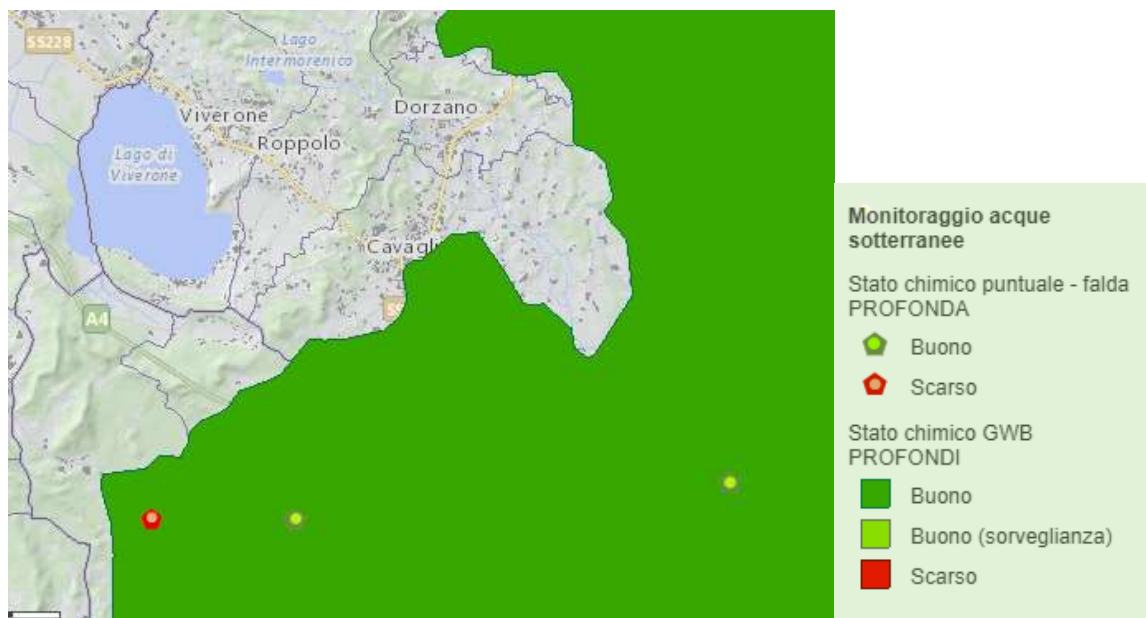 SS228
Lago
Intermorenico
Viverone
Dorzano
Roppolo
Lago di
Viverone
Cavagli
SS
A4
Monitoraggio acque
sotterranee
Stato chimico puntuale - falda
PROFONDA
Buono
Scarso
Stato chimico GWB
PROFONDI
Buono
Buono (sorveglianza)
Scarso